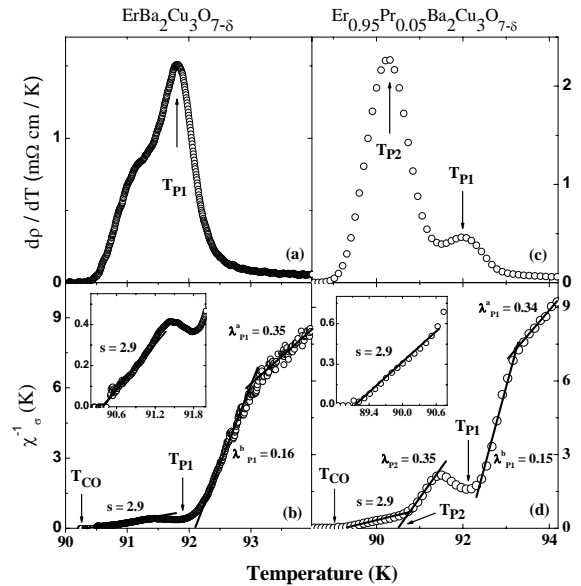 ErBa2Cu3O7-δ
Er0.95Pr0.05Ba2Cu3O7-δ
dρ / dT (mΩ cm / K)
1
0
TP1
(a)
TP2
TP1
(c)
2
1
0
χ-1σ (K)
9
6
3
0
0.4
0.2
0.0
s = 2.9
90.6
91.2
91.8
λaP1 = 0.35
λbP1 = 0.16
TCO
TP1
s = 2.9
(b)
90
91
92
93
0.6
0.3
0.0
s = 2.9
89.4
90.0
90.6
λaP1 = 0.34
TP1
λP2 = 0.35
λbP1 = 0.15
TCO
s = 2.9
TP2
(d)
9
6
3
0
90
92
94
Temperature (K)